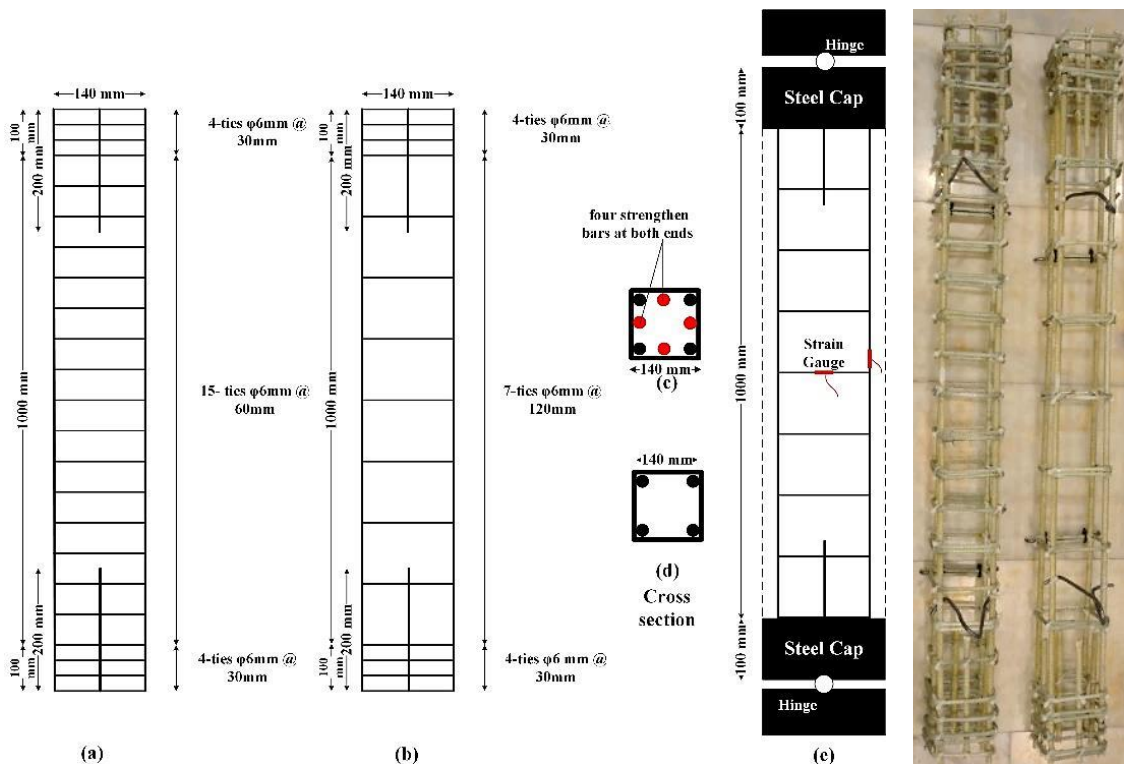 140 mm
100
mm
200 mm
1000 mm
200 mm
100
mm
4-ties φ6mm @
30mm
15- ties φ6mm @
60mm
4-ties φ6mm @
30mm
(a)
140 mm
100
mm
200 mm
1000 mm
200 mm
100
mm
4-ties φ6mm @
30mm
7-ties φ6mm @
120mm
4-ties φ6 mm @
30mm
(b)
four strengthen
bars at both ends
140 mm
(c)
140 mm
(d)
Cross
section
Hinge
Steel Cap
100 mm
1000 mm
Strain
Gauge
Steel Cap
100 mm
Hinge
(e)